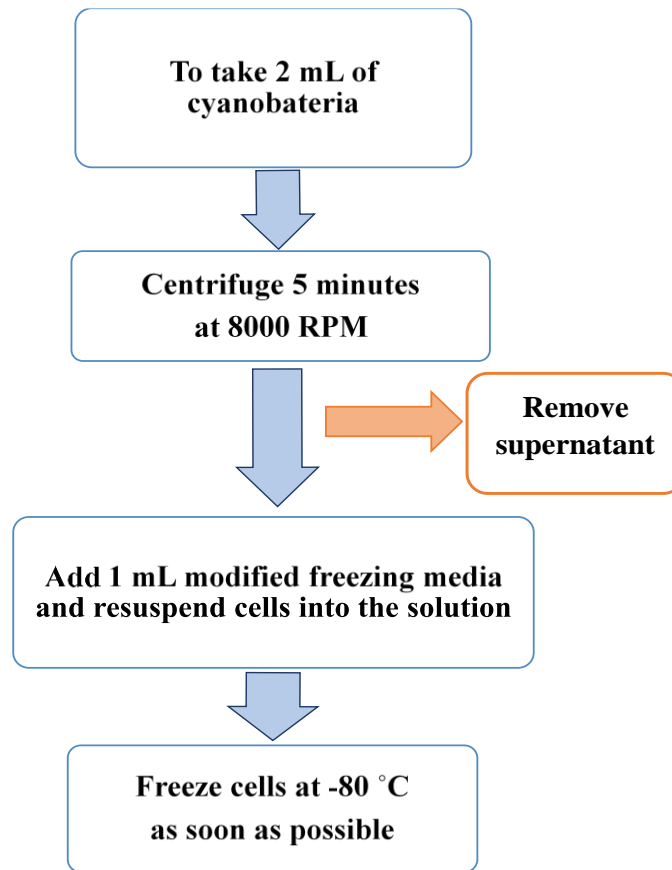 To take 2 mL of
cyanobateria
Centrifuge 5 minutes
at 8000 RPM
Remove
supernatant
Add 1 mL modified freezing media
and resuspend cells into the solution
Freeze cells at -80 ˚C
as soon as possible